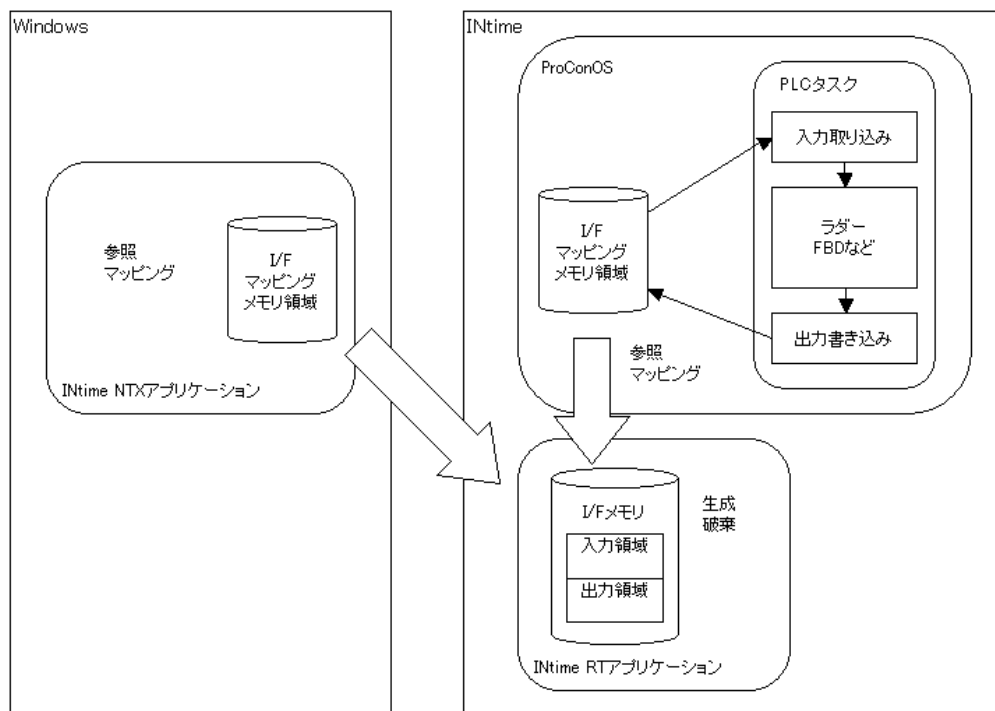 Windows
参照
マッピング
I/F
マッピング
メモリ領域
INtime NTXアプリケーション
INtime
ProConOS
PLCタスク
入力取り込み
ラダー
FBDなど
出力書き込み
I/F
マッピング
メモリ領域
参照
マッピング
I/Fメモリ
入力領域
出力領域
生成
破棄
INtime RTアプリケーション